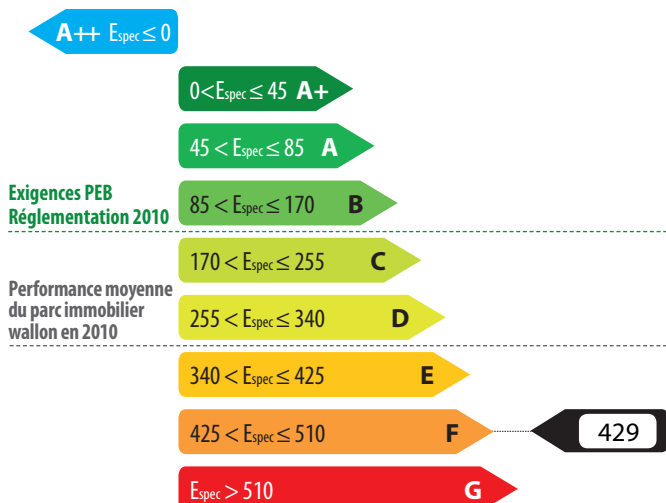 A++ Espec ≤ 0
0<Espec ≤ 45 A+
45 < Espec ≤ 85 A
Exigences PEB
Réglementation 2010
85 < Espec ≤ 170 B
170 < Espec ≤ 255 C
Performance moyenne
du parc immobilier
wallon en 2010
255 < Espec ≤ 340 D
340 < Espec ≤ 425 E
425 < Espec ≤ 510 F
429
Espec > 510 G